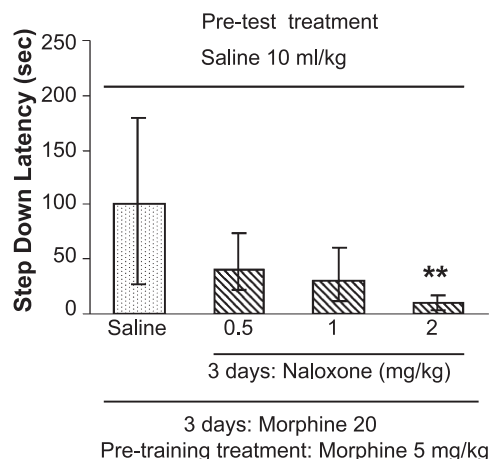 Pre-test treatment
Saline 10 ml/kg
Step Down Latency (sec)
250
200
150
100
50
0
**
Saline 0.5 1 2
3 days: Naloxone (mg/kg)
3 days: Morphine 20
Pre-training treatment: Morphine 5 mg/kg